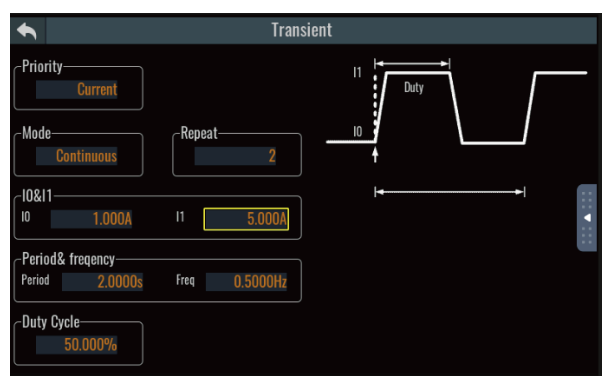 Transient
Priority
Current
Mode
Continuous
Repeat
2
I0&I1
I0 1.000A I1 5.000A
Period& freqency
Period 2.0000s Freq 0.5000Hz
Duty Cycle
50.000%
I1
Duty
I0